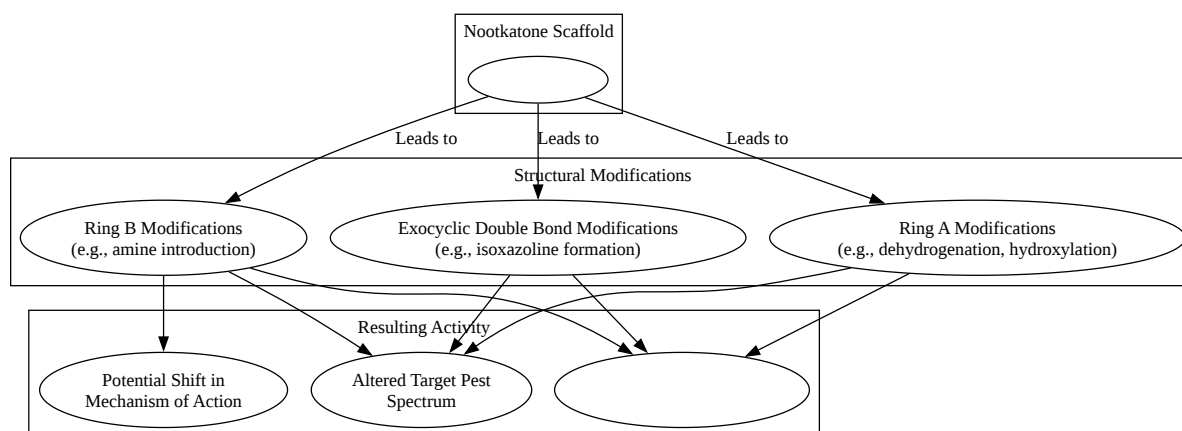 Nootkatone Scaffold
Leads to
Leads to
Leads to
Structural Modifications
Ring B Modifications
(e.g., amine introduction)
Exocyclic Double Bond Modifications
(e.g., isoxazoline formation)
Ring A Modifications
(e.g., dehydrogenation, hydroxylation)
Resulting Activity
Potential Shift in
Mechanism of Action
Altered Target Pest
Spectrum